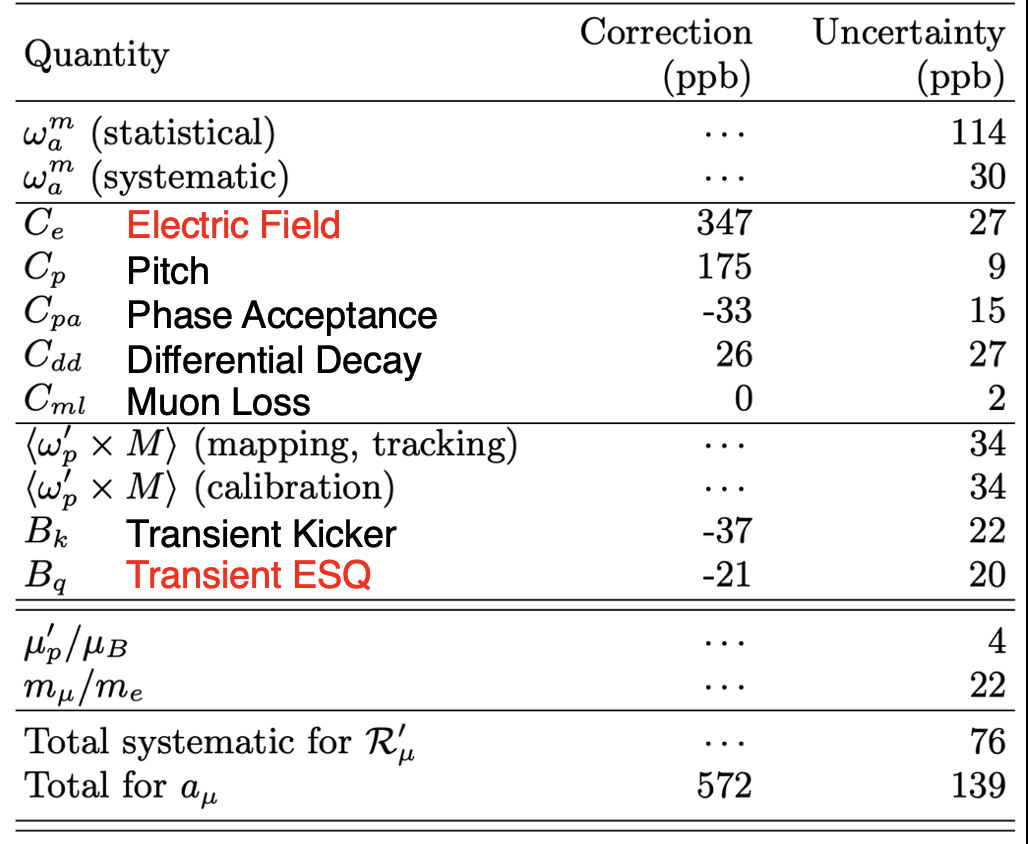 Quantity Correction (ppb) Uncertainty (ppb)
ωₐᵐ (statistical) ··· 114
ωₐᵐ (systematic) ··· 30
Cₑ Electric Field 347 27
Cₚ Pitch 175 9
Cₚₐ Phase Acceptance -33 15
C_dd Differential Decay 26 27
Cₘₗ Muon Loss 0 2
⟨ω′ₚ × M⟩ (mapping, tracking) ··· 34
⟨ω′ₚ × M⟩ (calibration) ··· 34
Bₖ Transient Kicker -37 22
B_q Transient ESQ -21 20
μ′ₚ/μ_B ··· 4
m_μ/mₑ ··· 22
Total systematic for ℛ′_μ ··· 76
Total for a_μ 572 139